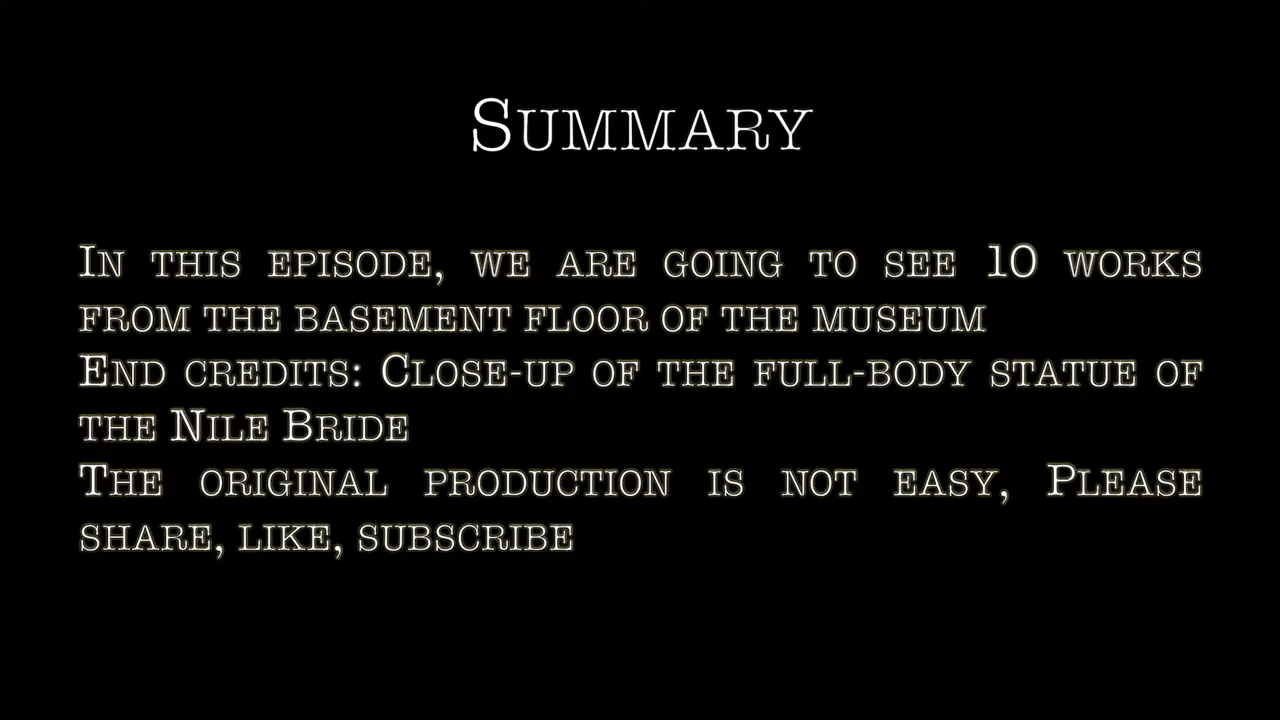 Summary
In this episode, we are going to see 10 works
from the basement floor of the museum
End credits: Close-up of the full-body statue of
the Nile Bride
The original production is not easy, Please
share, like, subscribe